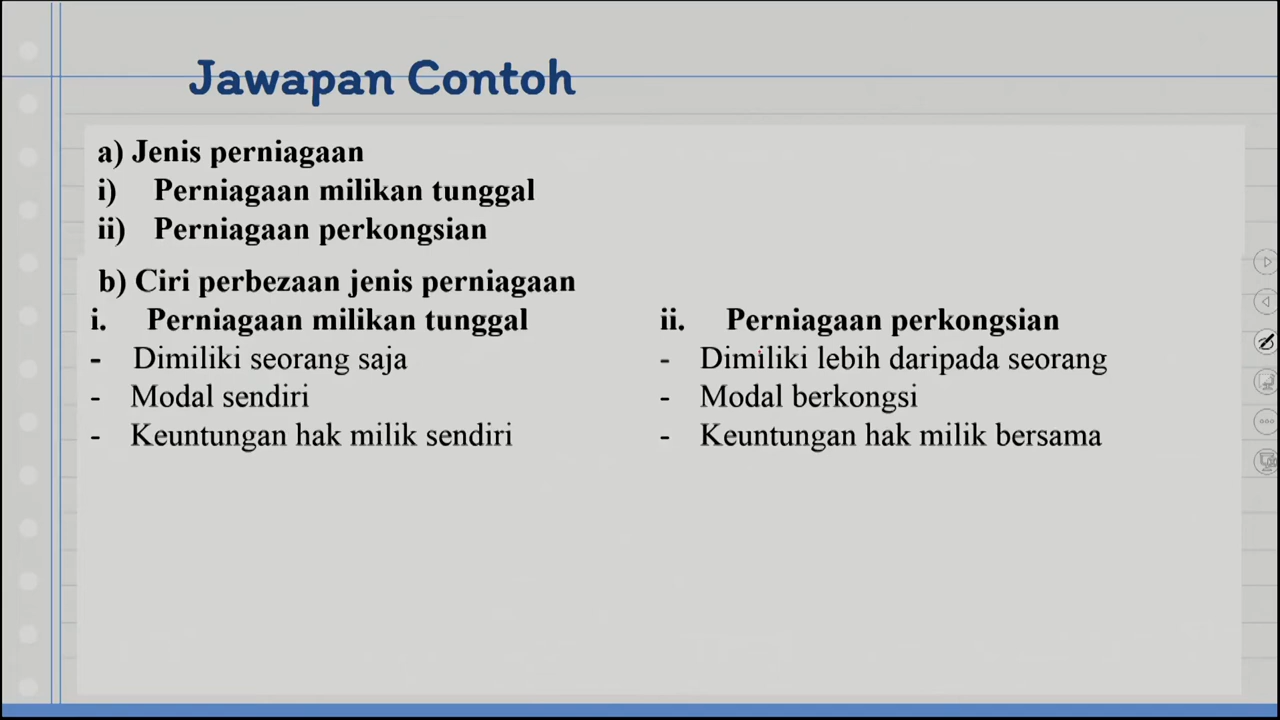 Jawapan Contoh
a) Jenis perniagaan
i) Perniagaan milikan tunggal
ii) Perniagaan perkongsian
b) Ciri perbezaan jenis perniagaan
i. Perniagaan milikan tunggal
- Dimiliki seorang saja
- Modal sendiri
- Keuntungan hak milik sendiri
ii. Perniagaan perkongsian
- Dimiliki lebih daripada seorang
- Modal berkongsi
- Keuntungan hak milik bersama